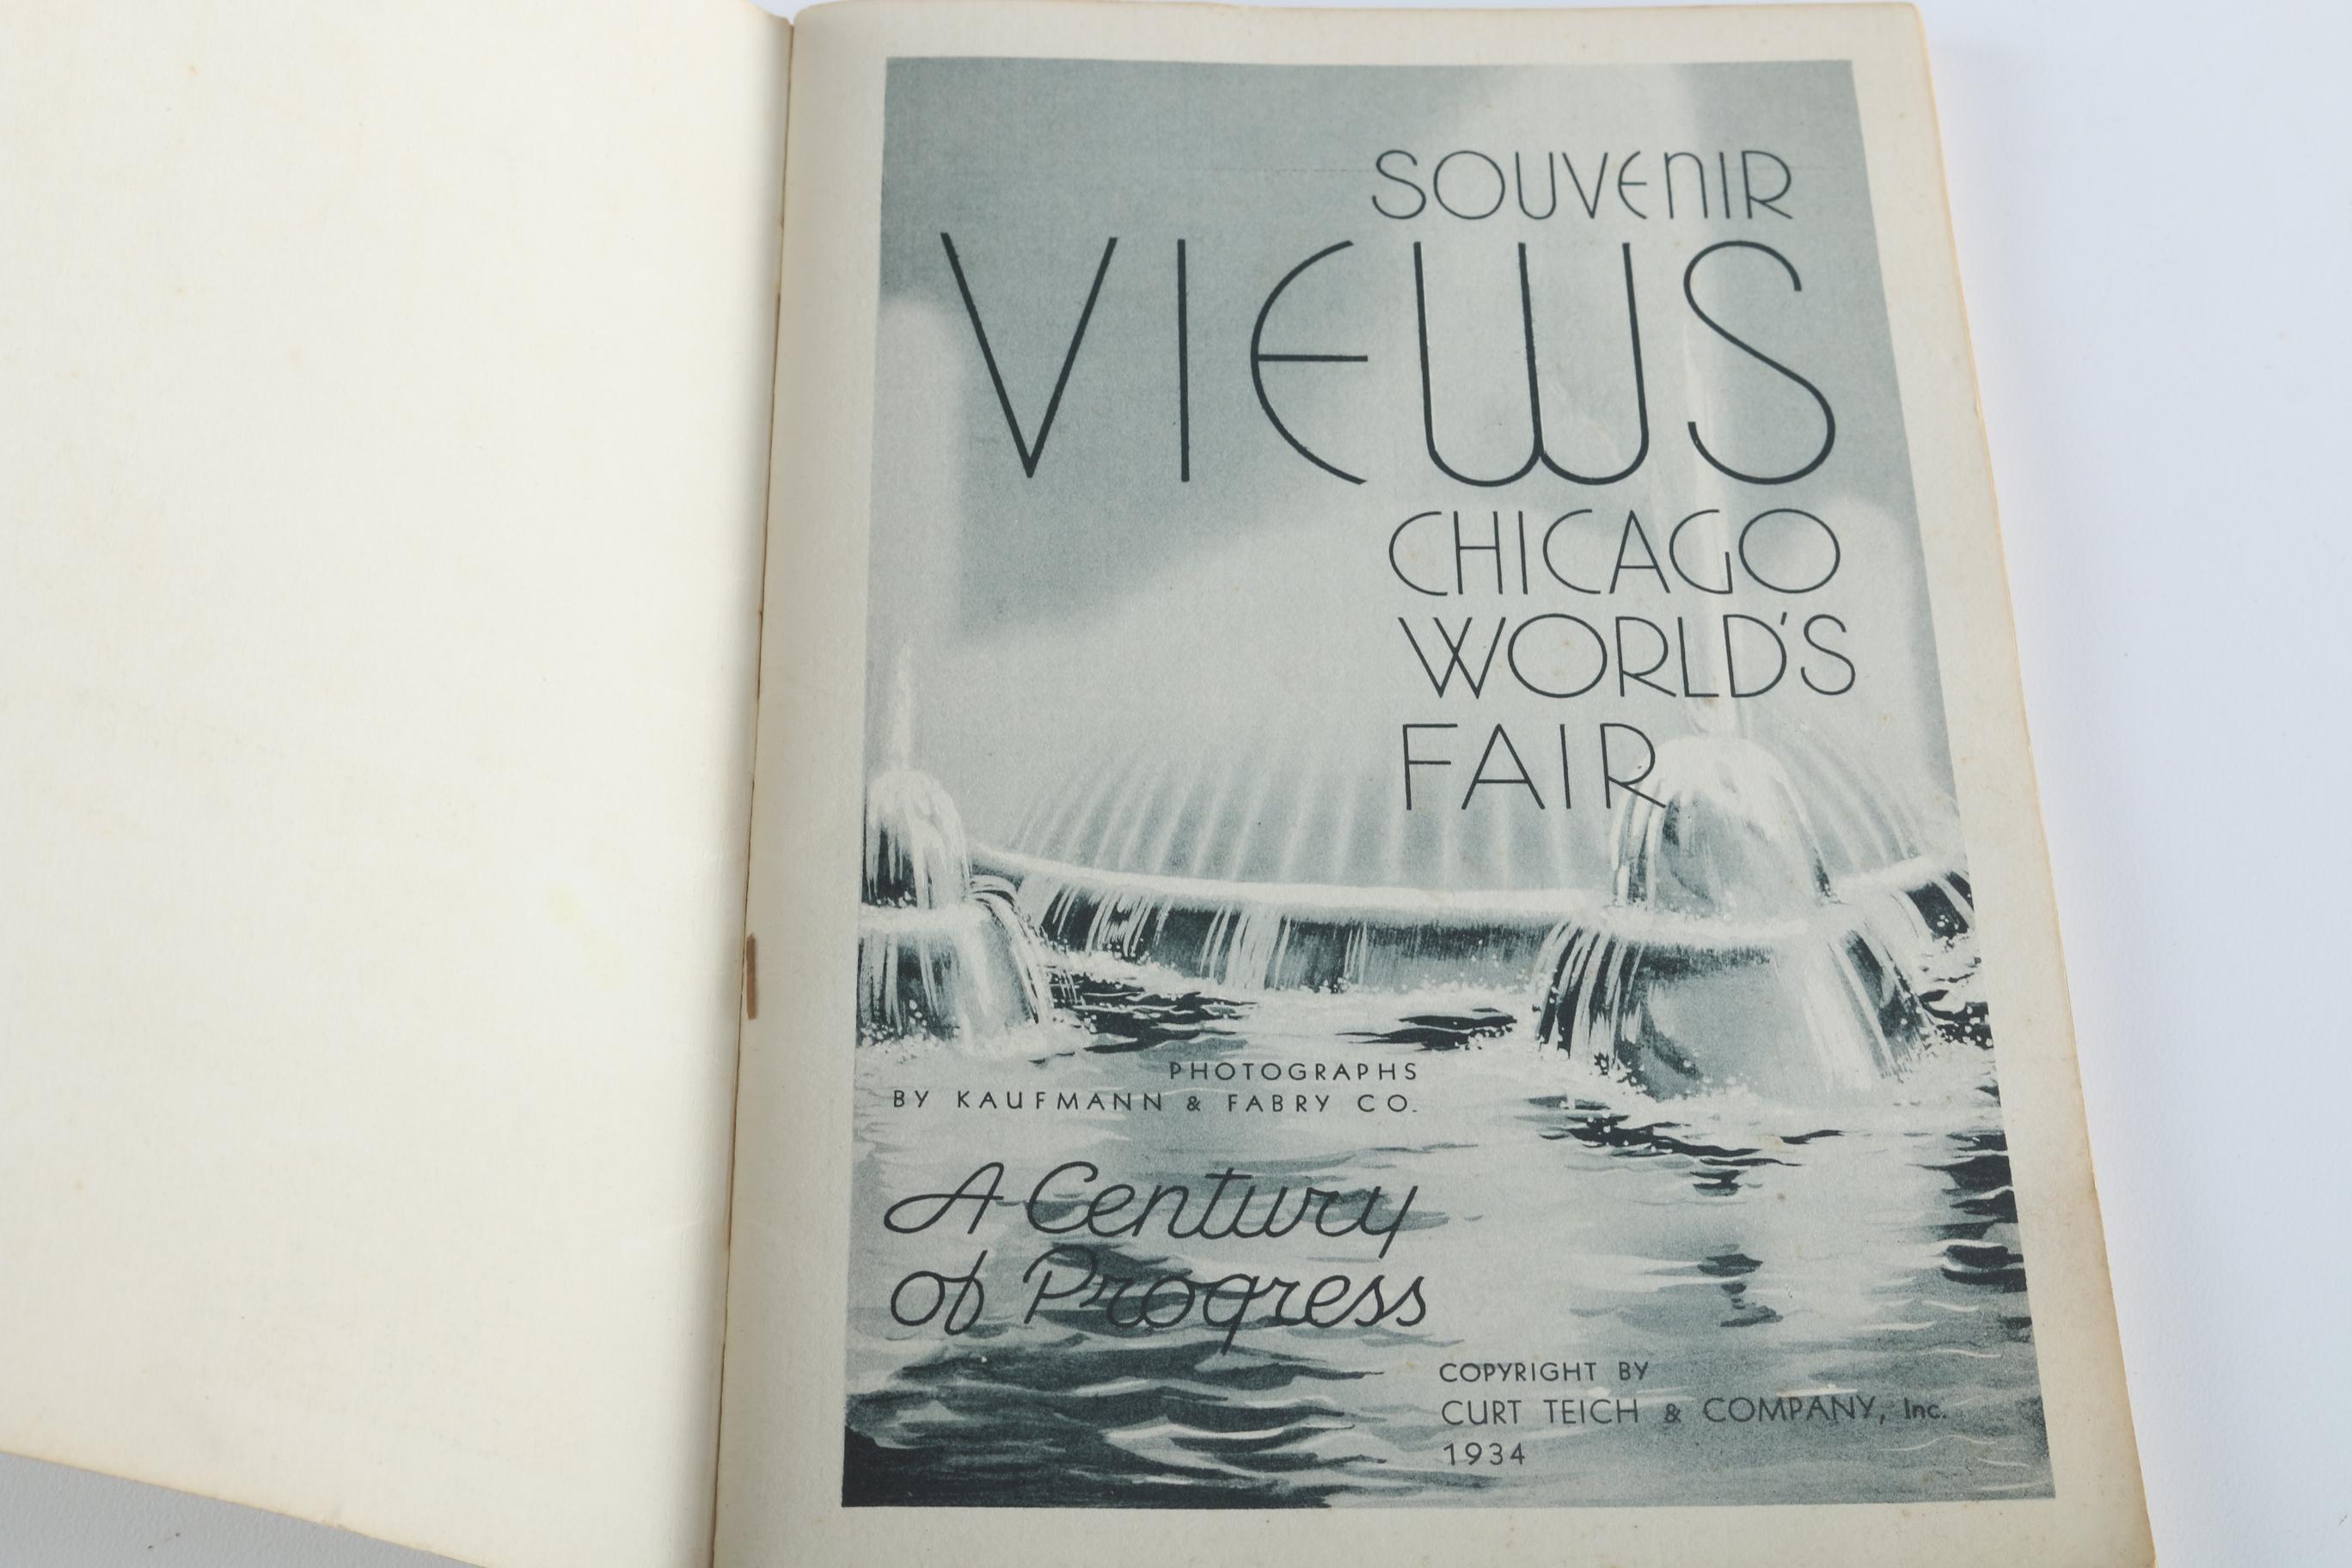 SOUVENIR
VIEWS
CHICAGO
WORLD'S
FAIR
PHOTOGRAPHS
BY KAUFMANN & FABRY CO.
A Century
of Progress
COPYRIGHT BY
CURT TEICH & COMPANY, Inc.
1934